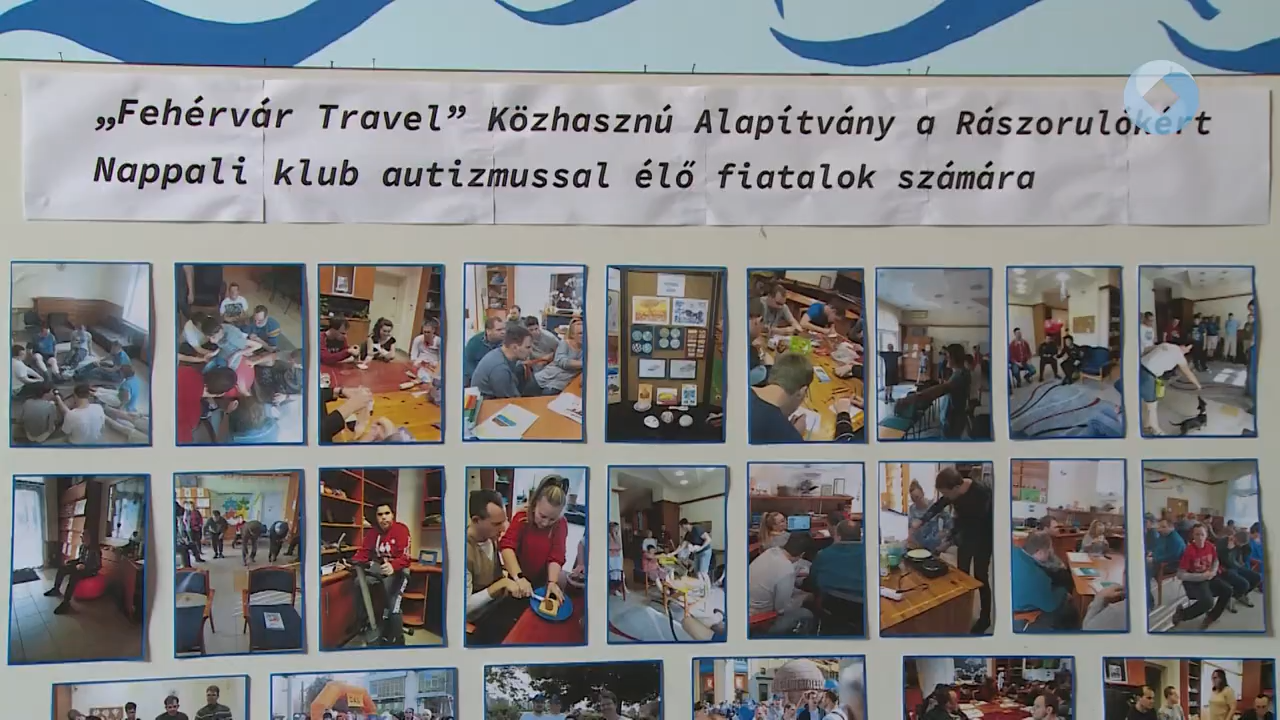 „Fehérvár Travel” Közhasznú Alapítvány a Rászorulókért
Nappali klub autizmussal élő fiatalok számára